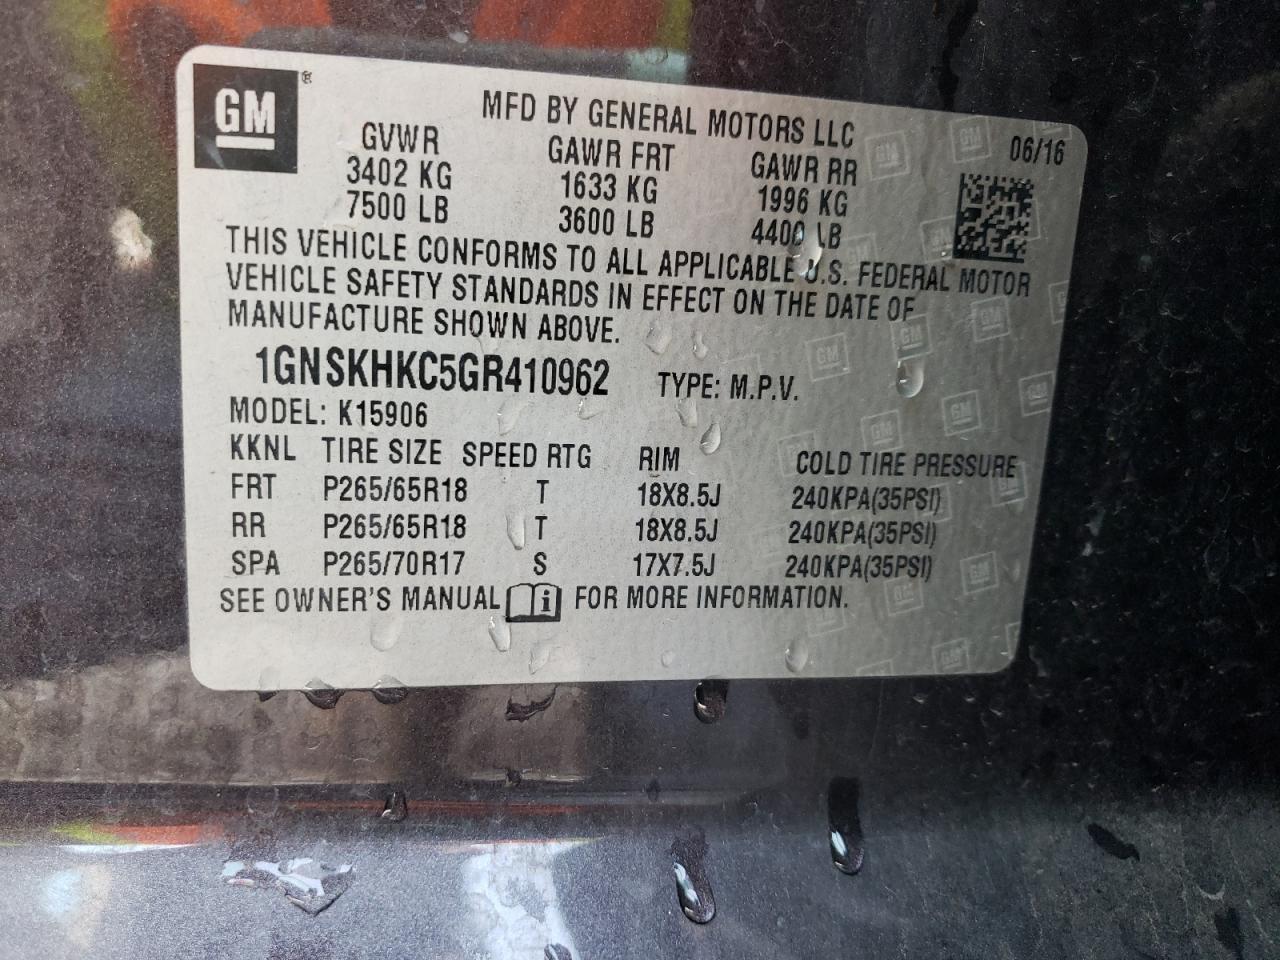 GM®
MFD BY GENERAL MOTORS LLC
GVWR GAWR FRT GAWR RR 06/16
3402 KG 1633 KG 1996 KG
7500 LB 3600 LB 4400 LB
THIS VEHICLE CONFORMS TO ALL APPLICABLE U.S. FEDERAL MOTOR
VEHICLE SAFETY STANDARDS IN EFFECT ON THE DATE OF
MANUFACTURE SHOWN ABOVE.
1GNSKHKC5GR410962 TYPE: M.P.V.
MODEL: K15906
KKNL TIRE SIZE SPEED RTG RIM COLD TIRE PRESSURE
FRT P265/65R18 T 18X8.5J 240KPA(35PSI)
RR P265/65R18 T 18X8.5J 240KPA(35PSI)
SPA P265/70R17 S 17X7.5J 240KPA(35PSI)
SEE OWNER'S MANUAL i FOR MORE INFORMATION.